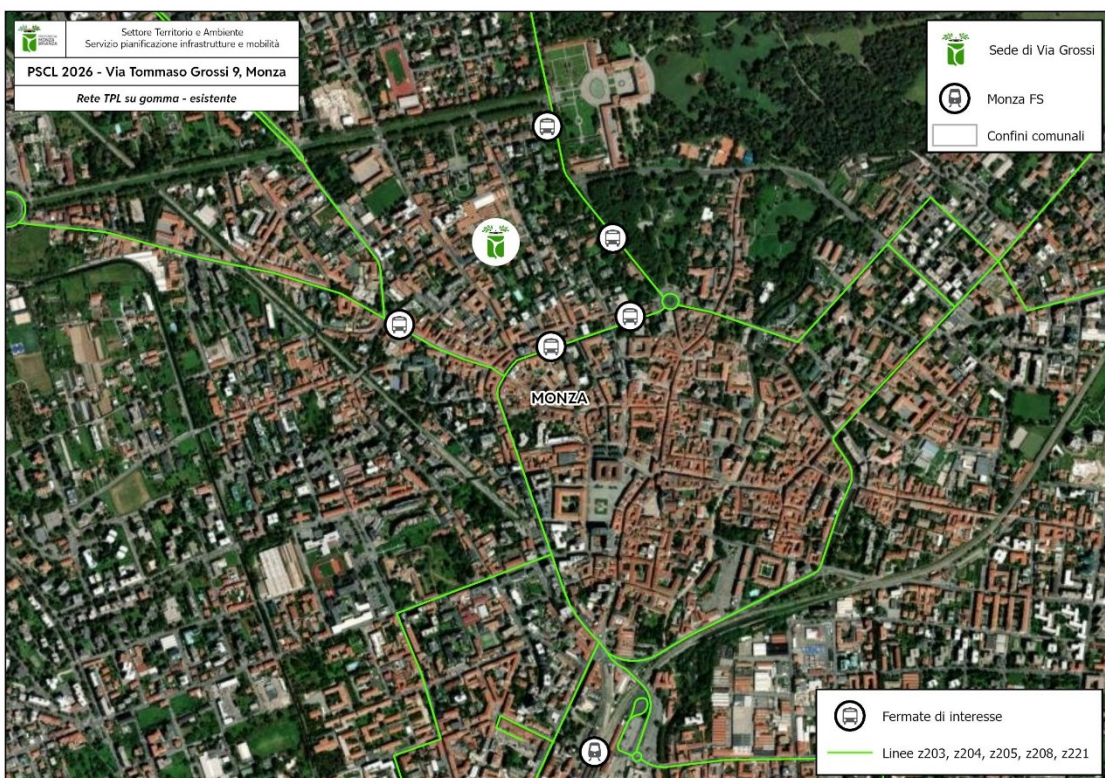 Settore Territorio e Ambiente
Servizio pianificazione infrastrutture e mobilità
PSCL 2026 - Via Tommaso Grossi 9, Monza
Rete TPL su gomma - esistente
Sede di Via Grossi
Monza FS
Confini comunali
MONZA
Fermate di interesse
Linee z203, z204, z205, z208, z221